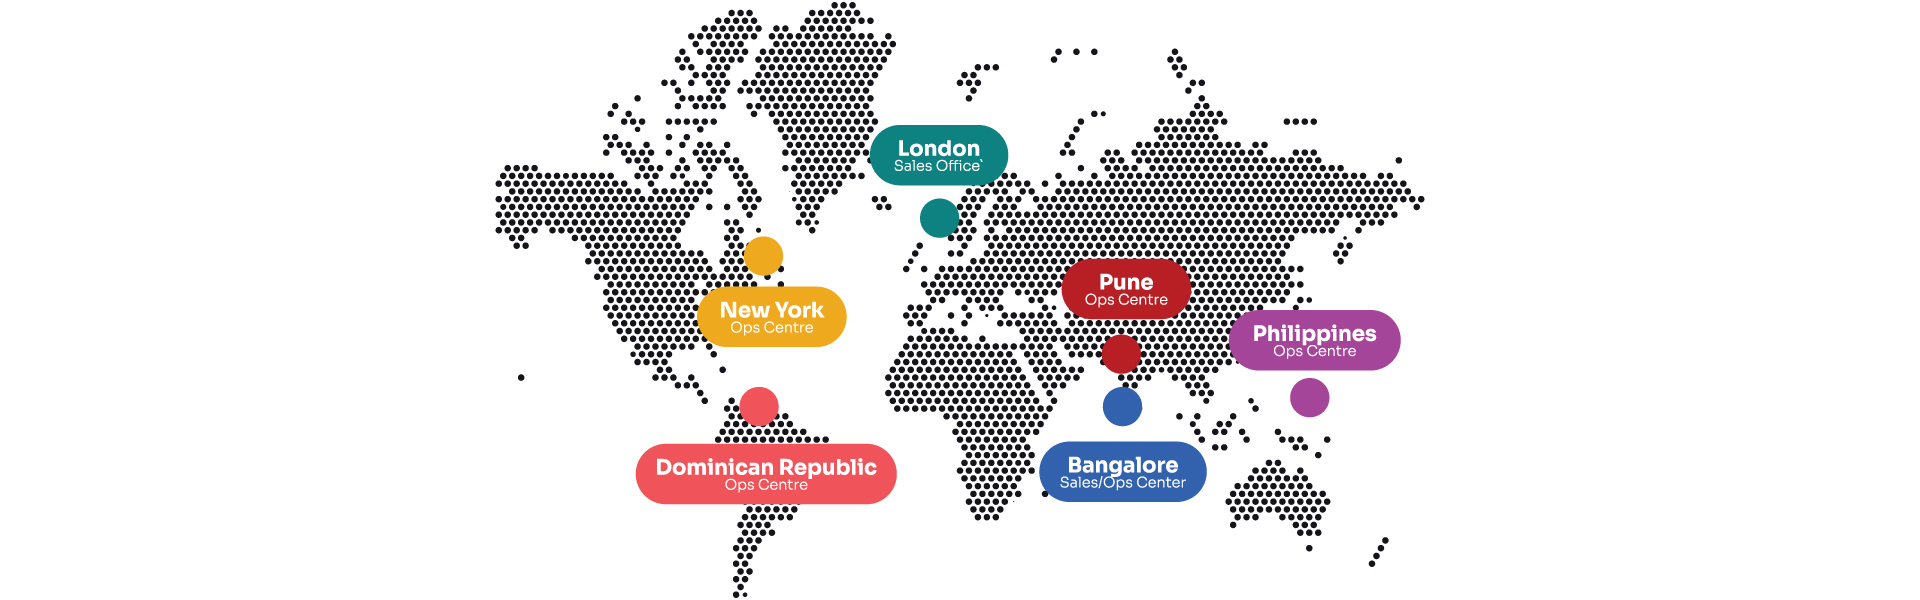 London
Sales Office`
Pune
Ops Centre
New York
Ops Centre
Philippines
Ops Centre
Dominican Republic
Ops Centre
Bangalore
Sales/Ops Center